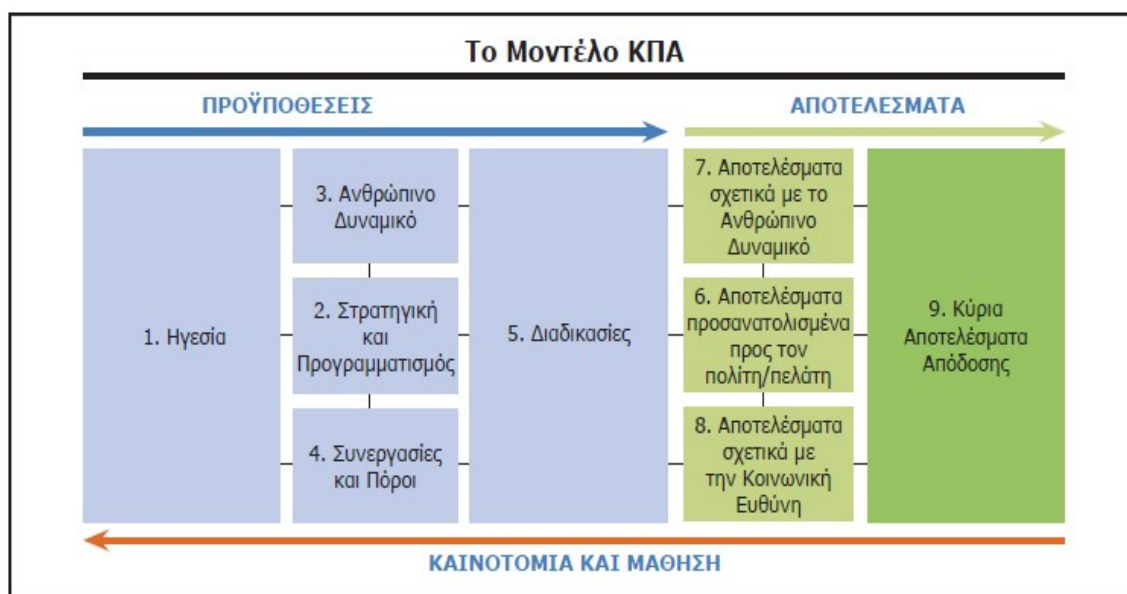 Το Μοντέλο ΚΠΑ
ΠΡΟΫΠΟΘΕΣΕΙΣ
ΑΠΟΤΕΛΕΣΜΑΤΑ
1. Ηγεσία
3. Ανθρώπινο
Δυναμικό
2. Στρατηγική
και
Προγραμματισμός
4. Συνεργασίες
και Πόροι
5. Διαδικασίες
7. Αποτελέσματα
σχετικά με το
Ανθρώπινο
Δυναμικό
6. Αποτελέσματα
προσανατολισμένα
προς τον
πολίτη/πελάτη
8. Αποτελέσματα
σχετικά με
την Κοινωνική
Ευθύνη
9. Κύρια
Αποτελέσματα
Απόδοσης
ΚΑΙΝΟΤΟΜΙΑ ΚΑΙ ΜΑΘΗΣΗ